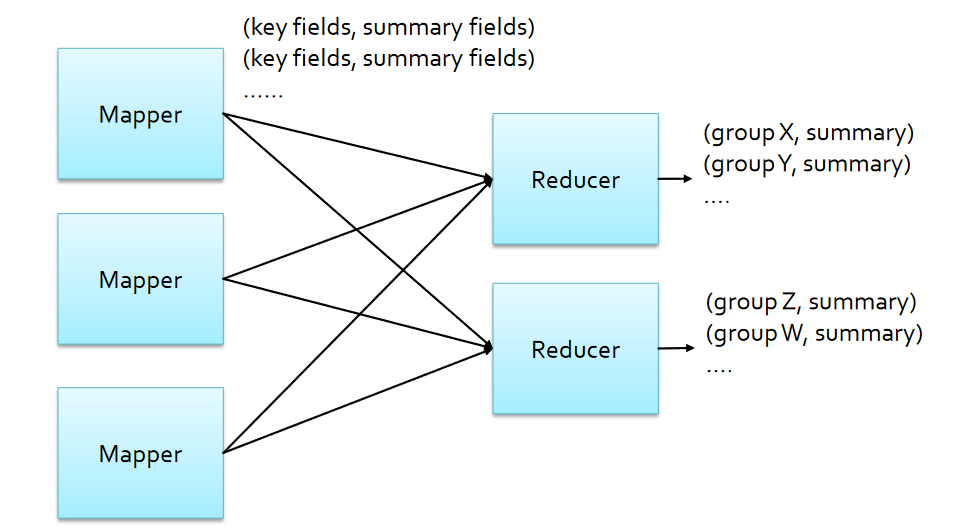 (key fields, summary fields)
(key fields, summary fields)
......
Mapper
Mapper
Mapper
Reducer
Reducer
(group X, summary)
(group Y, summary)
....
(group Z, summary)
(group W, summary)
....